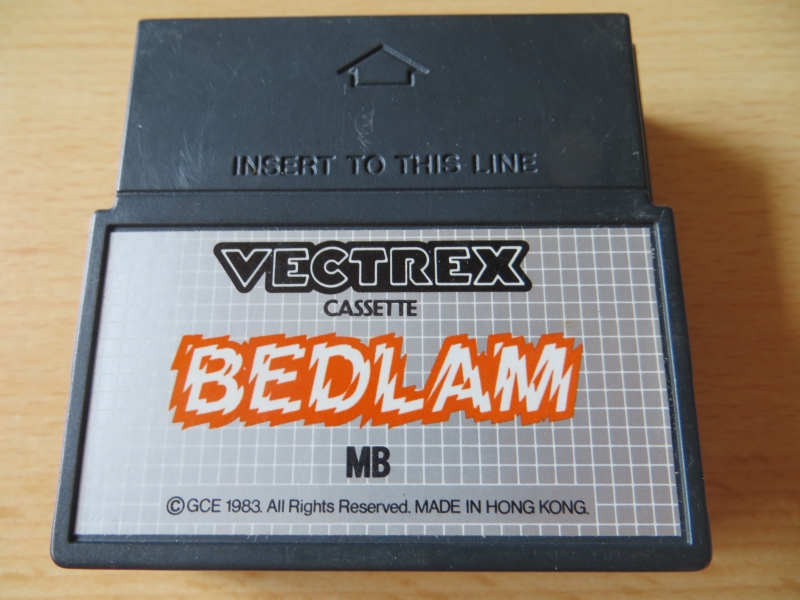 INSERT TO THIS LINE
VECTREX
CASSETTE
BEDLAM
MB
©GCE 1983. All Rights Reserved. MADE IN HONG KONG.